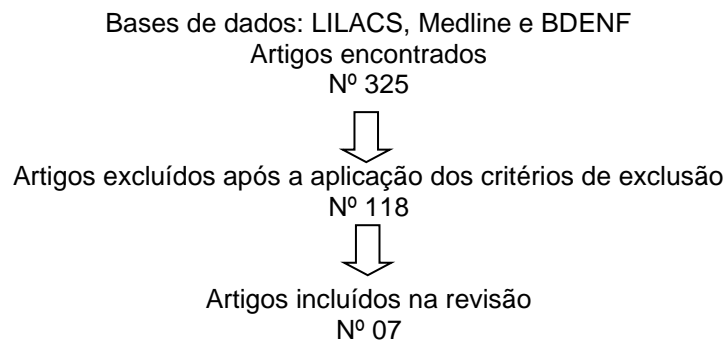 Bases de dados: LILACS, Medline e BDENF
Artigos encontrados
Nº 325
Artigos excluídos após a aplicação dos critérios de exclusão
Nº 118
Artigos incluídos na revisão
Nº 07